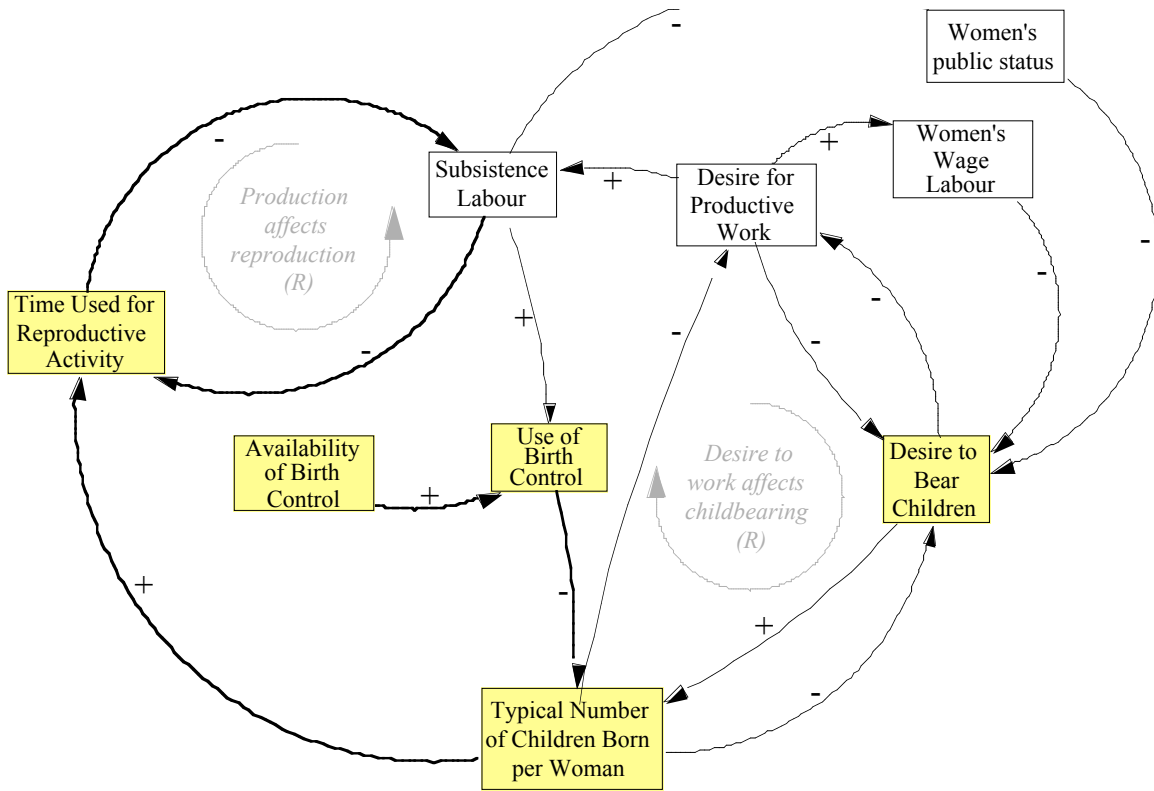 -
Women's
public status
-
+
Women's
Wage
Labour
Subsistence
Labour
+
Desire for
Productive
Work
-
Production
affects
reproduction
(R)
-
-
Time Used for
Reproductive
Activity
+
-
-
-
Availability
of Birth
Control
+
Use of
Birth
Control
Desire to
work affects
childbearing
(R)
Desire to
Bear
Children
+
-
+
-
Typical Number
of Children Born
per Woman